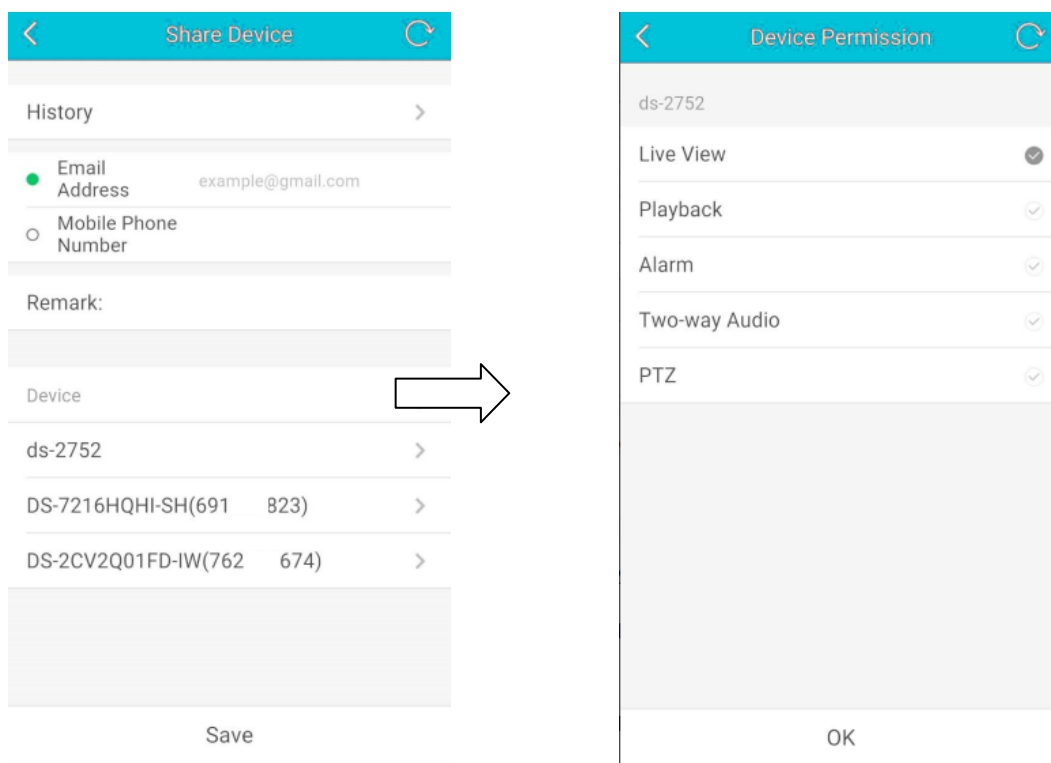 Share Device
History
Email
Address
example@gmail.com
Mobile Phone
Number
Remark:
Device
ds-2752
DS-7216HQHI-SH(691 823)
DS-2CV2Q01FD-IW(762 674)
Save
Device Permission
ds-2752
Live View
Playback
Alarm
Two-way Audio
PTZ
OK